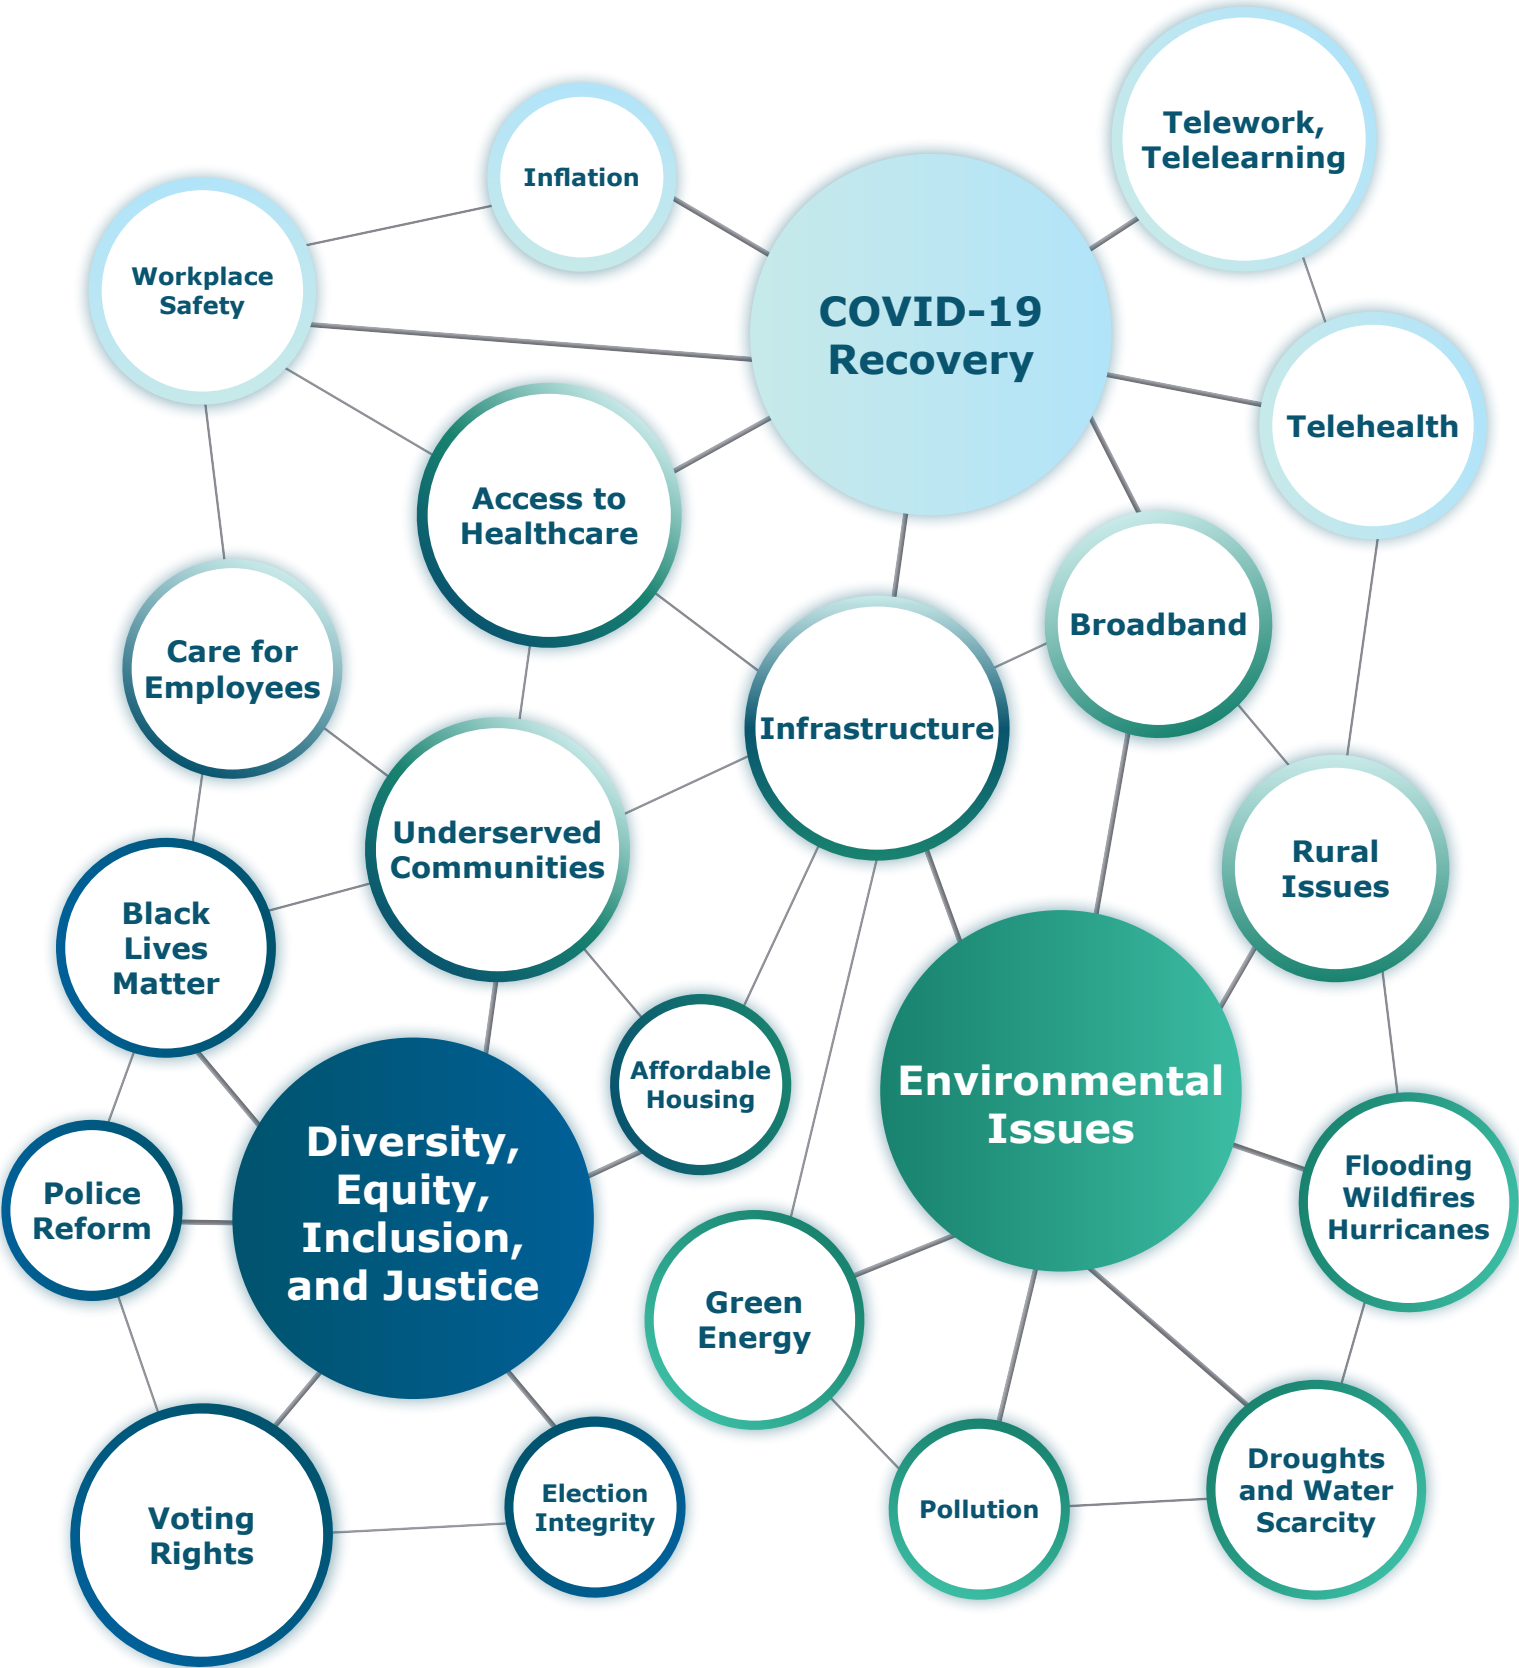 Telework,
Telelearning
Inflation
Workplace
Safety
COVID-19
Recovery
Telehealth
Access to
Healthcare
Broadband
Care for
Employees
Infrastructure
Underserved
Communities
Rural
Issues
Black
Lives
Matter
Affordable
Housing
Environmental
Issues
Diversity,
Equity,
Inclusion,
and Justice
Police
Reform
Flooding
Wildfires
Hurricanes
Green
Energy
Voting
Rights
Election
Integrity
Pollution
Droughts
and Water
Scarcity